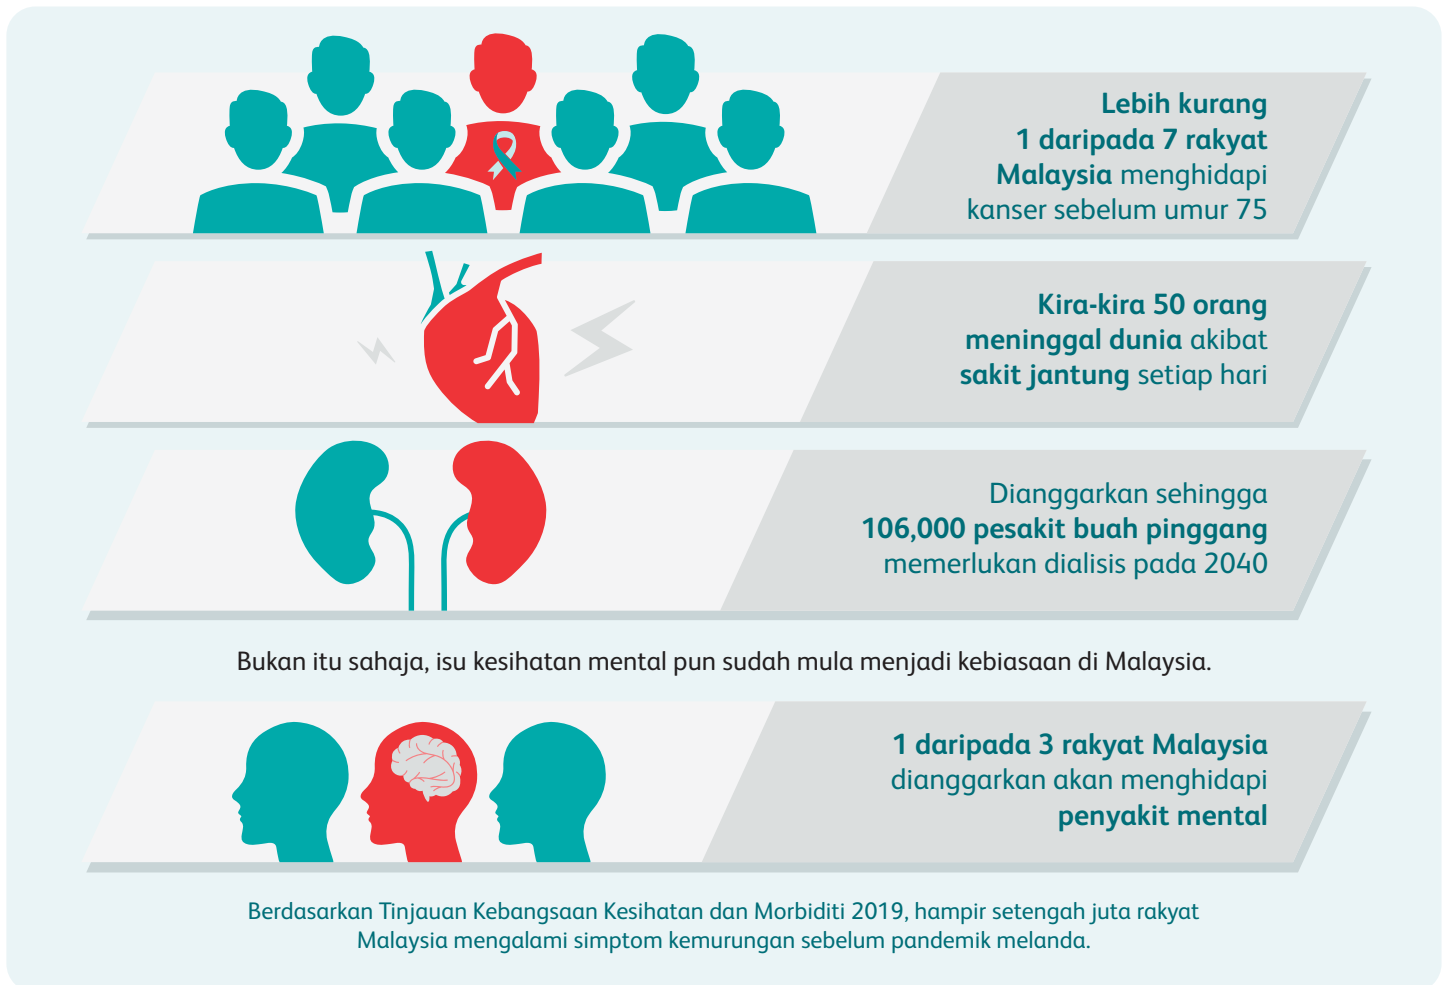 Lebih kurang
1 daripada 7 rakyat
Malaysia menghidapi
kanser sebelum umur 75
Kira-kira 50 orang
meninggal dunia akibat
sakit jantung setiap hari
Dianggarkan sehingga
106,000 pesakit buah pinggang
memerlukan dialisis pada 2040
Bukan itu sahaja, isu kesihatan mental pun sudah mula menjadi kebiasaan di Malaysia.
1 daripada 3 rakyat Malaysia
dianggarkan akan menghidapi
penyakit mental
Berdasarkan Tinjauan Kebangsaan Kesihatan dan Morbiditi 2019, hampir setengah juta rakyat
Malaysia mengalami simptom kemurungan sebelum pandemik melanda.